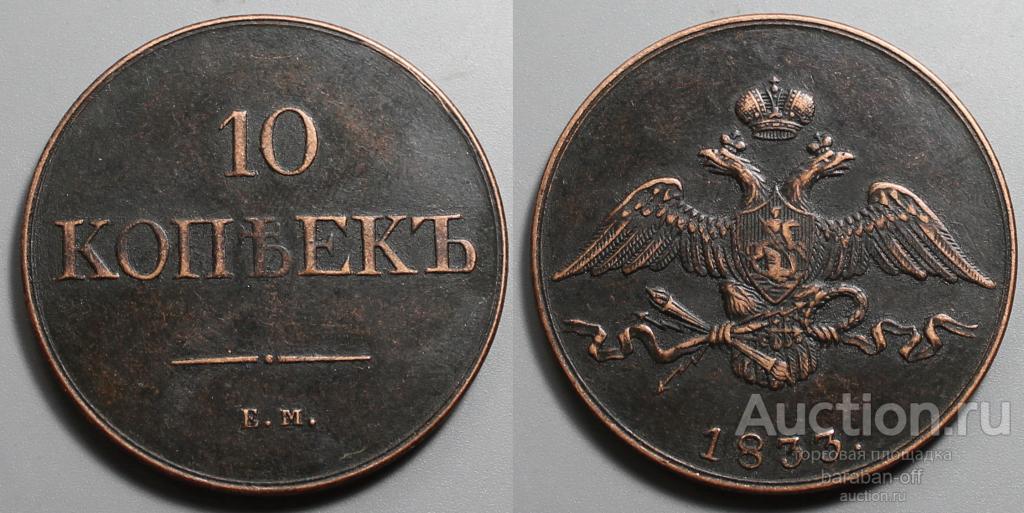 10
КОПѢЕКЪ
Е.М.
1833.
Auction.ru
торговая площадка
baraban-off
auction.ru